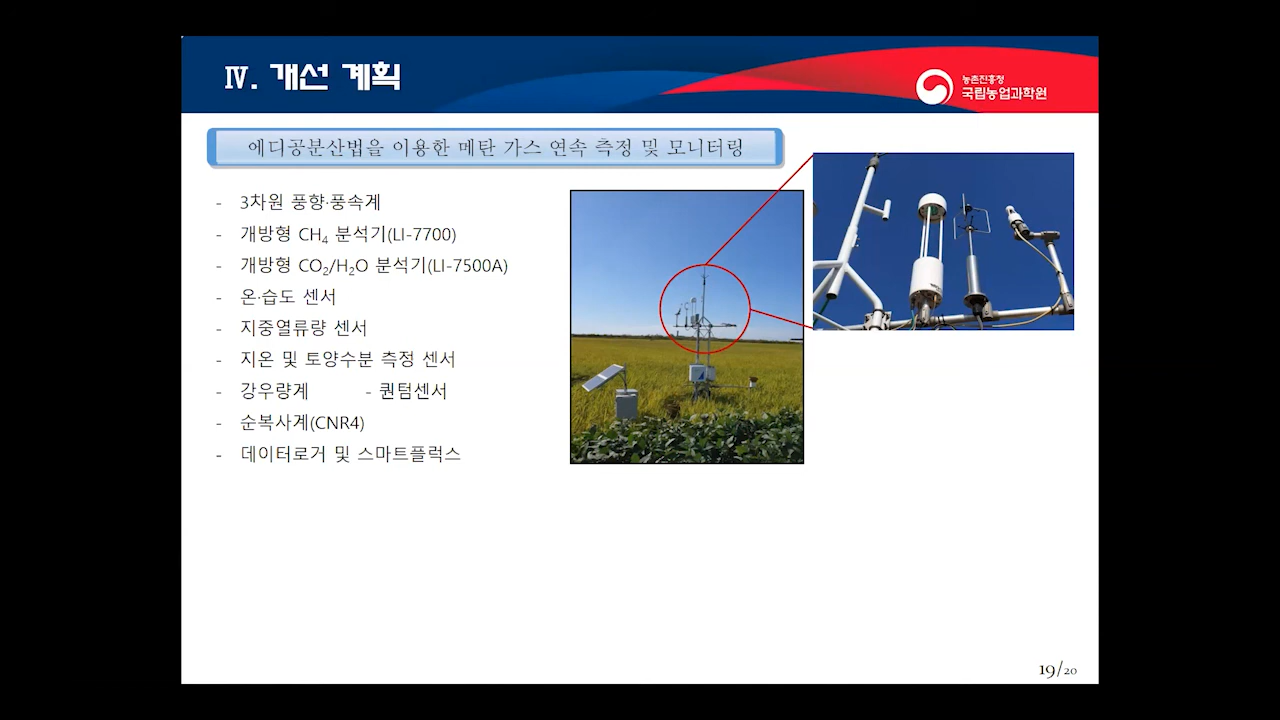 Ⅳ. 개선 계획
농촌진흥청
국립농업과학원
에디공분산법을 이용한 메탄 가스 연속 측정 및 모니터링
- 3차원 풍향·풍속계
- 개방형 CH₄ 분석기(LI-7700)
- 개방형 CO₂/H₂O 분석기(LI-7500A)
- 온·습도 센서
- 지중열류량 센서
- 지온 및 토양수분 측정 센서
- 강우량계 - 퀀텀센서
- 순복사계(CNR4)
- 데이터로거 및 스마트플럭스
19/20